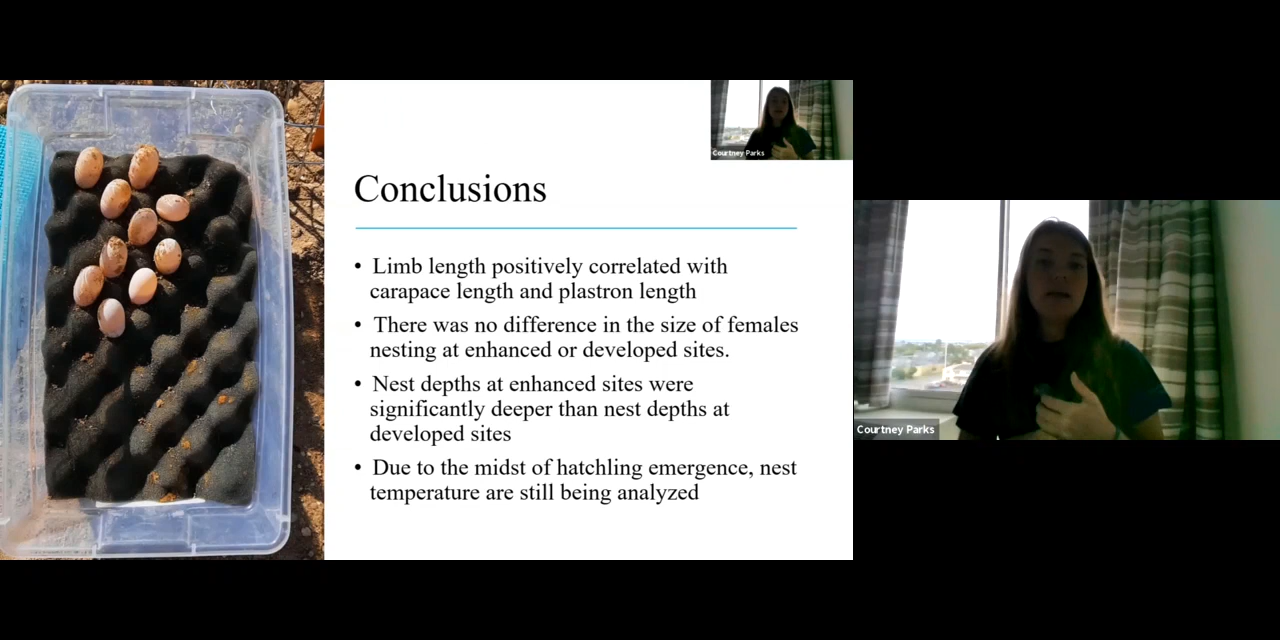 Courtney Parks
Conclusions
• Limb length positively correlated with
carapace length and plastron length
• There was no difference in the size of females
nesting at enhanced or developed sites.
• Nest depths at enhanced sites were
significantly deeper than nest depths at
developed sites
• Due to the midst of hatchling emergence, nest
temperature are still being analyzed
Courtney Parks